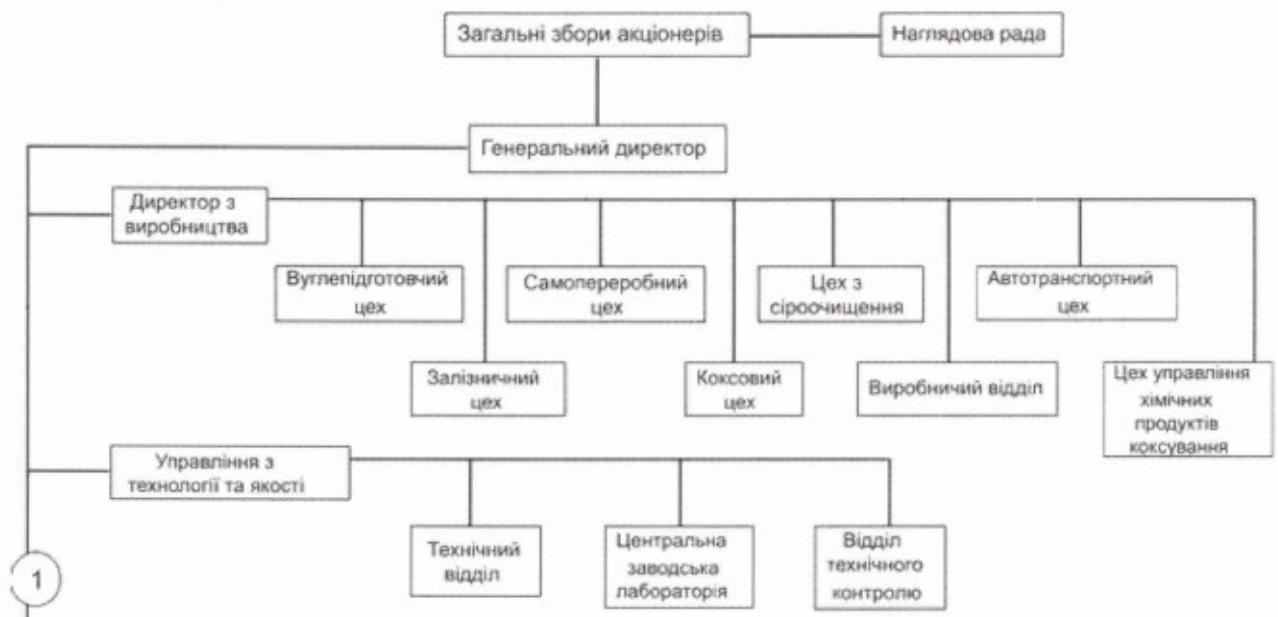 Загальні збори акціонерів
Наглядова рада
Генеральний директор
Директор з
виробництва
Вуглепідготовчий
цех
Самопереробний
цех
Цех з
сіроочищення
Автотранспортний
цех
Залізничний
цех
Коксовий
цех
Виробничий відділ
Цех управління
хімічних
продуктів
коксування
Управління з
технології та якості
Технічний
відділ
Центральна
заводська
лабораторія
Відділ
технічного
контролю
1